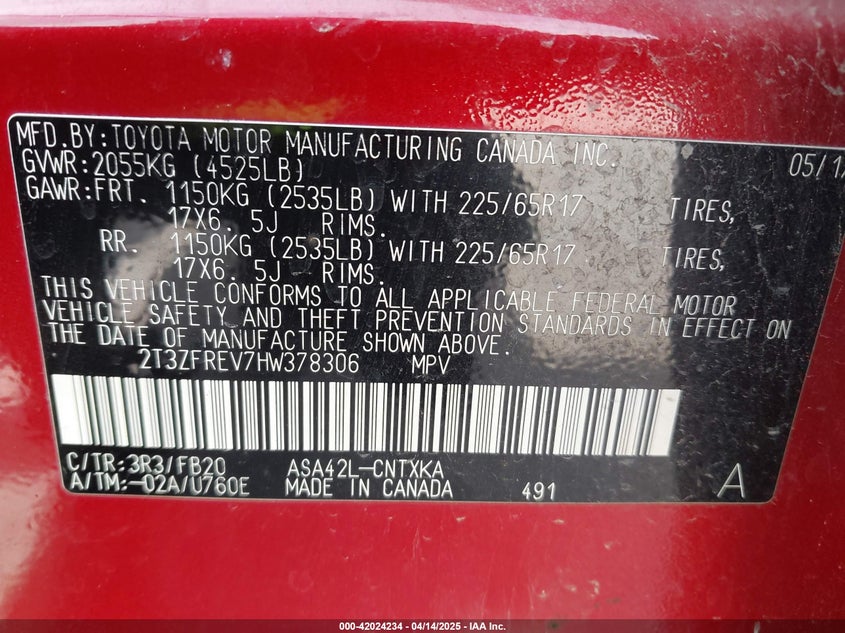 MFD.BY:TOYOTA MOTOR MANUFACTURING CANADA INC. 05/17
GVWR:2055KG (4525LB)
GAWR:FRT. 1150KG (2535LB) WITH 225/65R17 TIRES,
17X6. 5J RIMS.
RR. 1150KG (2535LB) WITH 225/65R17 TIRES,
17X6. 5J RIMS.
THIS VEHICLE CONFORMS TO ALL APPLICABLE FEDERAL MOTOR
VEHICLE SAFETY AND THEFT PREVENTION STANDARDS IN EFFECT ON
THE DATE OF MANUFACTURE SHOWN ABOVE.
2T3ZFREV7HW378306 MPV
C/TR:3R3/FB20 ASA42L-CNTXKA
A/TM:-02A/U760E MADE IN CANADA 491 A
000-42024234 - 04/14/2025 - IAA Inc.